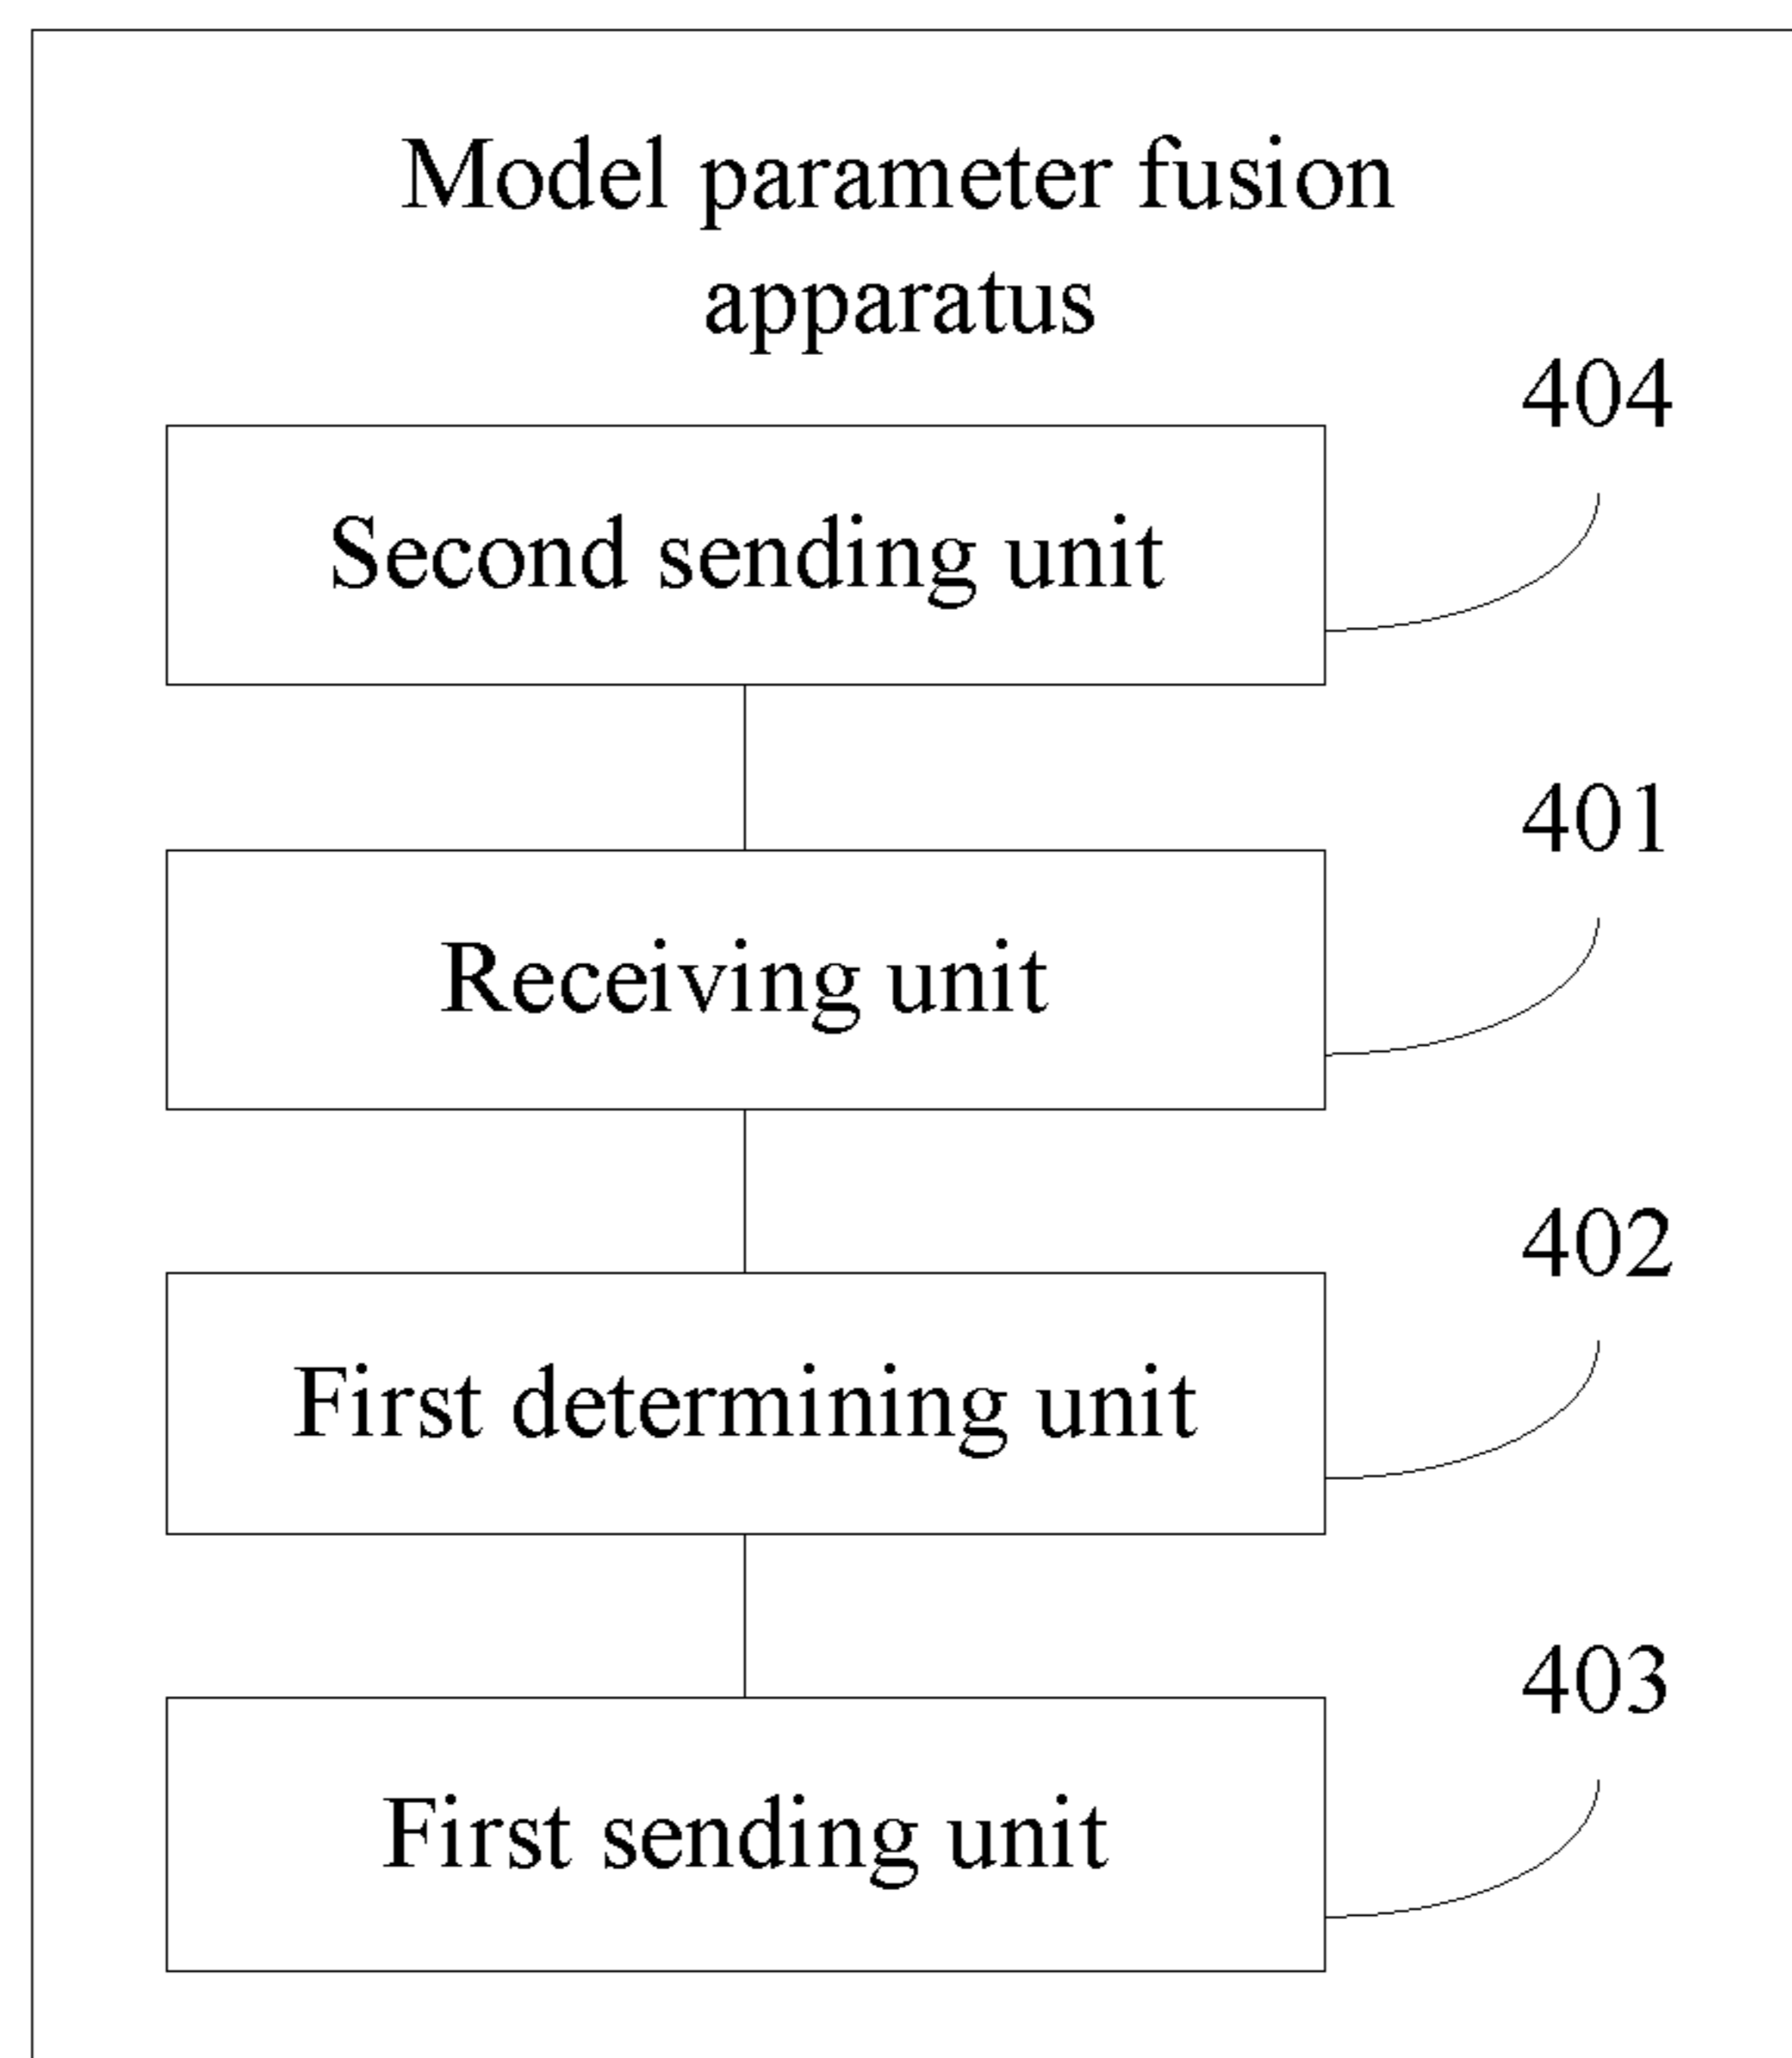 Model parameter fusion
apparatus
404
Second sending unit
401
Receiving unit
402
First determining unit
403
First sending unit